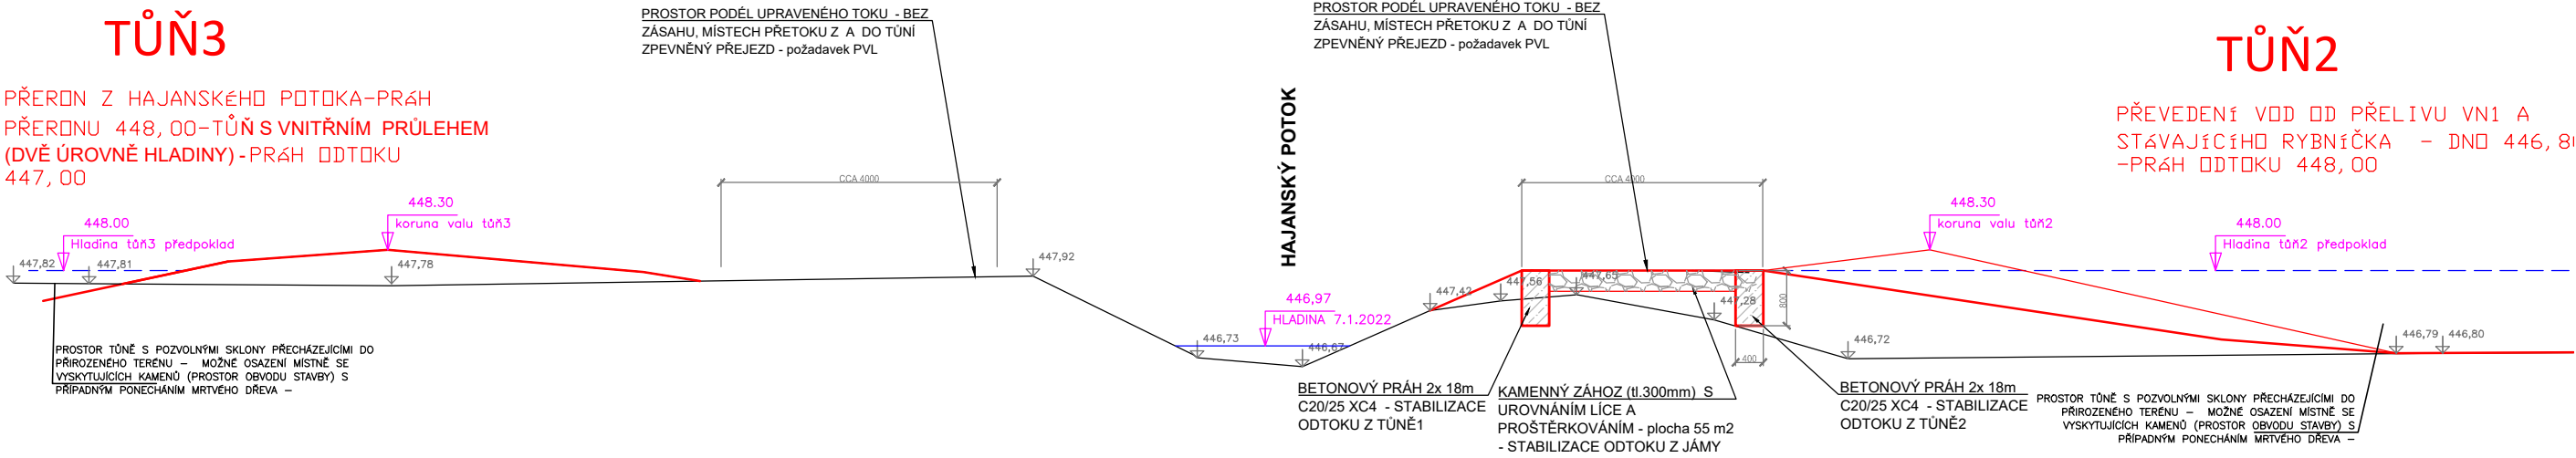 TŮŇ3
PŘERON Z HAJANSKÉHO POTOKA-PRÁH
PŘERONU 448,00-TŮŇ S VNITŘNÍM PRŮLEHEM
(DVĚ ÚROVNĚ HLADINY) - PRÁH ODTOKU
447,00
PROSTOR PODÉL UPRAVENÉHO TOKU - BEZ
ZÁSAHU, MÍSTECH PŘETOKU Z A DO TŮNÍ
ZPEVNĚNÝ PŘEJEZD - požadavek PVL
PROSTOR PODÉL UPRAVENÉHO TOKU - BEZ
ZÁSAHU, MÍSTECH PŘETOKU Z A DO TŮNÍ
ZPEVNĚNÝ PŘEJEZD - požadavek PVL
TŮŇ2
PŘEVEDENÍ VOD OD PŘELIVU VN1 A
STÁVAJÍCÍHO RYBNÍČKA - DNO 446,80
-PRÁH ODTOKU 448,00
HAJANSKÝ POTOK
CCA 4000
CCA 4000
448.00
Hladina tůň3 předpoklad
448.30
koruna valu tůň3
447,82
447,81
447,78
447,92
446,97
HLADINA 7.1.2022
446,73
446,67
447,42
447,56
447,65
447,28
800
400
448.30
koruna valu tůň2
448.00
Hladina tůň2 předpoklad
446,72
446,79
446,80
PROSTOR TŮNĚ S POZVOLNÝMI SKLONY PŘECHÁZEJÍCÍMI DO
PŘIROZENÉHO TERÉNU – MOŽNÉ OSAZENÍ MÍSTNĚ SE
VYSKYTUJÍCÍCH KAMENŮ (PROSTOR OBVODU STAVBY) S
PŘÍPADNÝM PONECHÁNÍM MRTVÉHO DŘEVA –
BETONOVÝ PRÁH 2x 18m
C20/25 XC4 - STABILIZACE
ODTOKU Z TŮNĚ1
KAMENNÝ ZÁHOZ (tl.300mm) S
UROVNÁNÍM LÍCE A
PROŠTĚRKOVÁNÍM - plocha 55 m2
- STABILIZACE ODTOKU Z JÁMY
BETONOVÝ PRÁH 2x 18m
C20/25 XC4 - STABILIZACE
ODTOKU Z TŮNĚ2
PROSTOR TŮNĚ S POZVOLNÝMI SKLONY PŘECHÁZEJÍCÍMI DO
PŘIROZENÉHO TERÉNU – MOŽNÉ OSAZENÍ MÍSTNĚ SE
VYSKYTUJÍCÍCH KAMENŮ (PROSTOR OBVODU STAVBY) S
PŘÍPADNÝM PONECHÁNÍM MRTVÉHO DŘEVA –